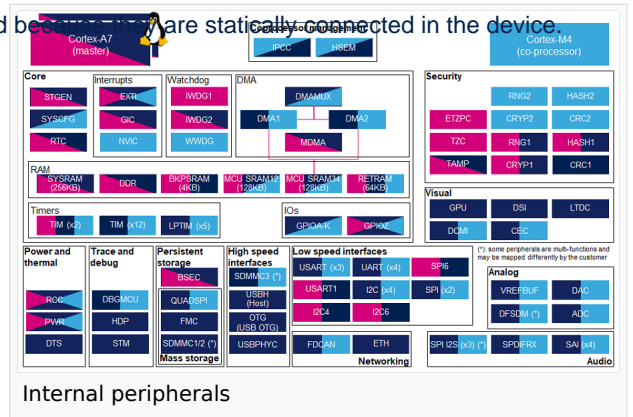 d because they are statically connected in the device.
Cortex-A7
(master)
Coprocessor management
IPCC HSEM
Cortex-M4
(co-processor)
Core
STGEN
SYSCFG
RTC
Interrupts
EXTI
GIC
NVIC
Watchdog
IWDG1
IWDG2
WWDG
DMA
DMAMUX
DMA1 DMA2
MDMA
Security
RNG2 HASH2
ETZPC CRYP2 CRC2
TZC RNG1 HASH1
TAMP CRYP1 CRC1
RAM
SYSRAM
(256KB)
DDR
BKPSRAM
(4KB)
MCU SRAM12
(128KB)
MCU SRAM34
(128KB)
RETRAM
(64KB)
Visual
GPU DSI LTDC
DCMI CEC
Timers
TIM (x2) TIM (x12) LPTIM (x5)
IOs
GPIOA-K GPIOZ
Power and
thermal
RCC
PWR
DTS
Trace and
debug
DBGMCU
HDP
STM
Persistent
storage
BSEC
QUADSPI
FMC
SDMMC1/2 (*)
Mass storage
High speed
interfaces
SDMMC3 (*)
USBH
(Host)
OTG
(USB OTG)
USBPHYC
Low speed interfaces
USART (x3) UART (x4) SPI6
USART1 I2C (x4) SPI (x2)
I2C4 I2C6
FDCAN ETH
Networking
(*): some peripherals are multi-functions and
may be mapped differently by the customer
Analog
VREFBUF DAC
DFSDM (*) ADC
SPI I2S (x3) (*) SPDIFRX SAI (x4)
Audio
Internal peripherals